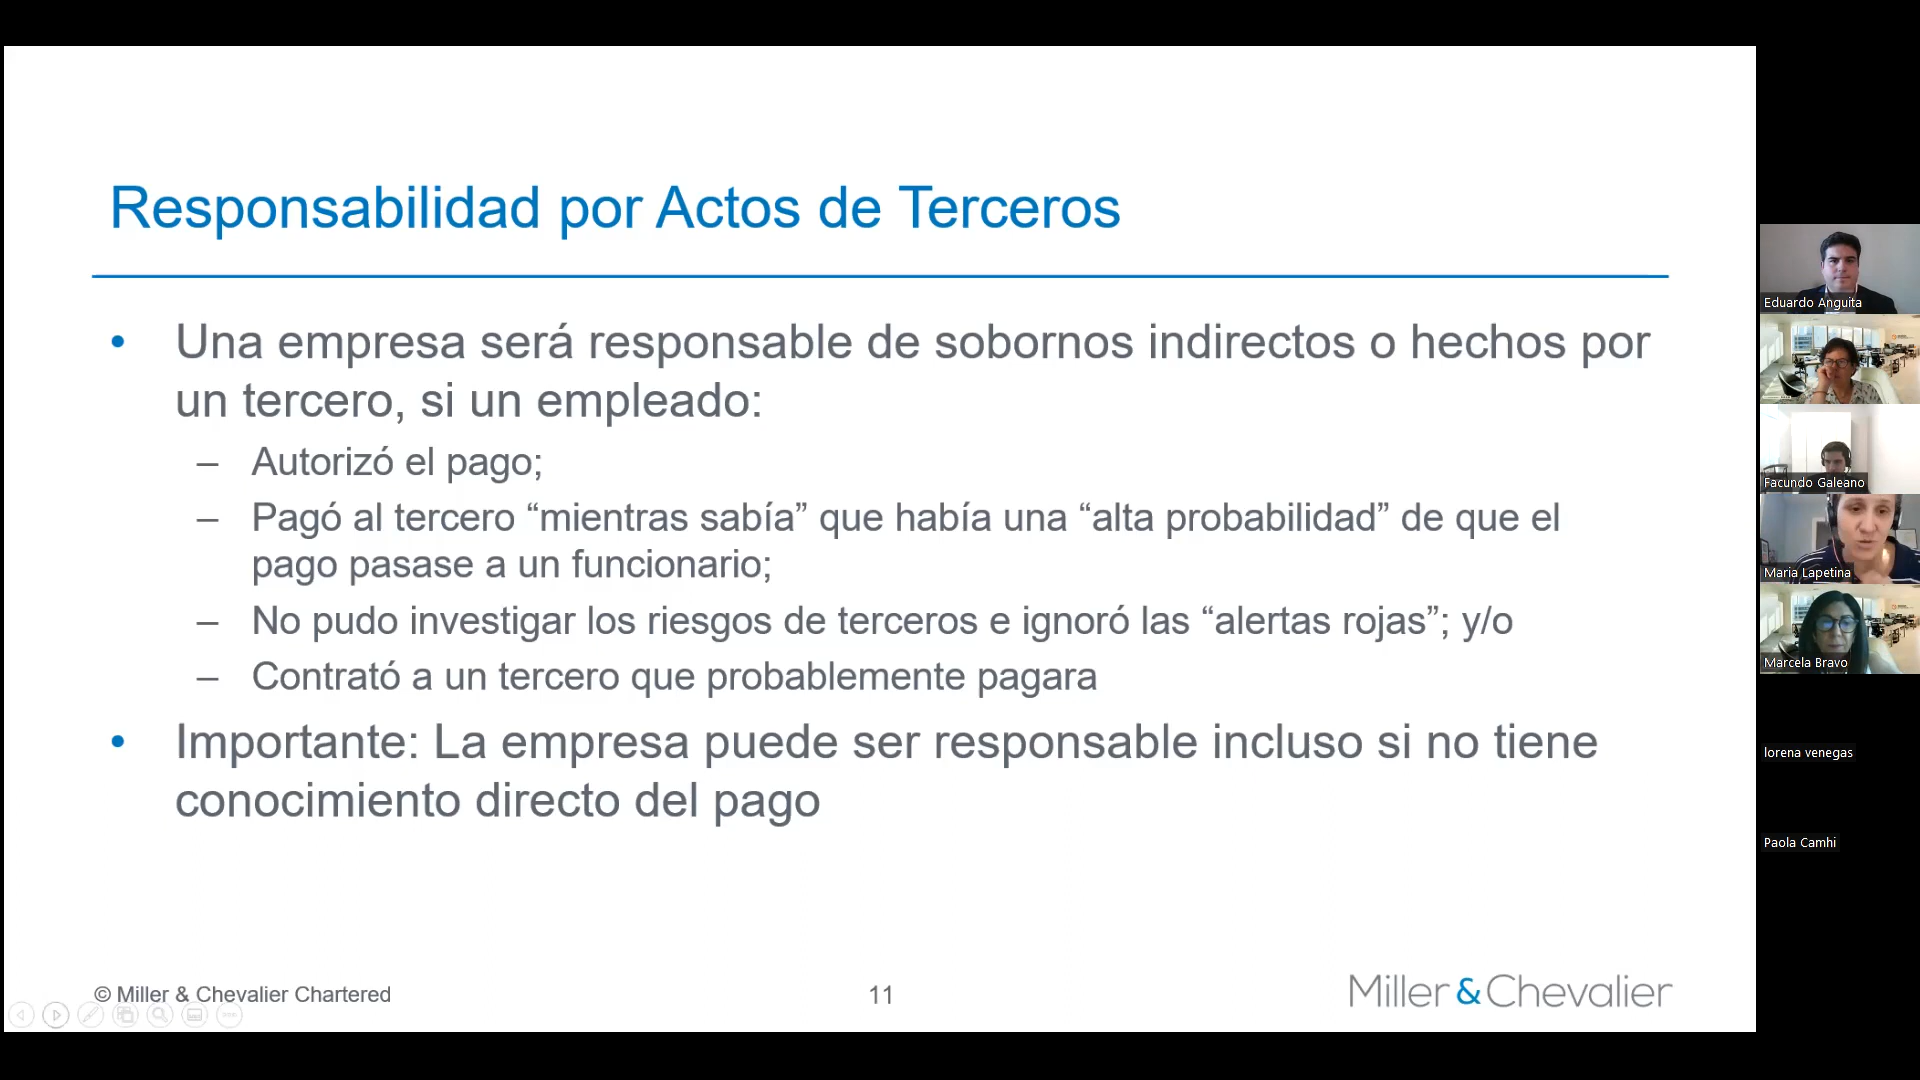 Responsabilidad por Actos de Terceros
• Una empresa será responsable de sobornos indirectos o hechos por
un tercero, si un empleado:
– Autorizó el pago;
– Pagó al tercero “mientras sabía” que había una “alta probabilidad” de que el
pago pasase a un funcionario;
– No pudo investigar los riesgos de terceros e ignoró las “alertas rojas”; y/o
– Contrató a un tercero que probablemente pagara
• Importante: La empresa puede ser responsable incluso si no tiene
conocimiento directo del pago
© Miller & Chevalier Chartered
11
Miller & Chevalier
Eduardo Anguita
Facundo Galeano
Maria Lapetina
Marcela Bravo
lorena venegas
Paola Camhi